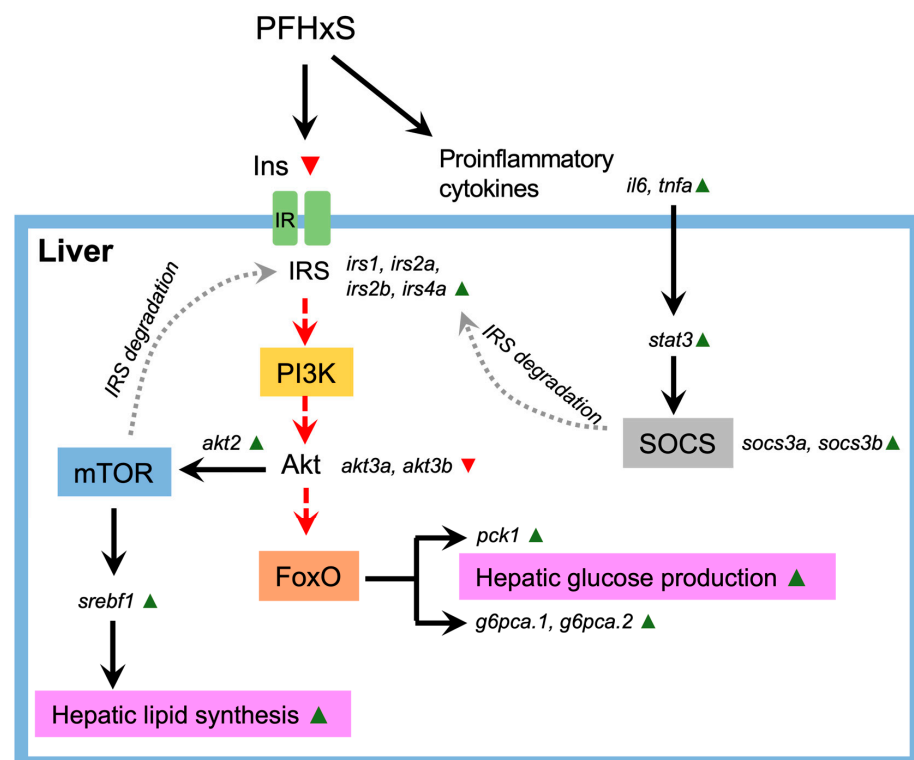 PFHxS
Ins
Proinflammatory
cytokines
il6, tnfa
IR
Liver
IRS
irs1, irs2a,
irs2b, irs4a
IRS degradation
IRS degradation
stat3
PI3K
akt2
mTOR
Akt
akt3a, akt3b
SOCS
socs3a, socs3b
pck1
FoxO
Hepatic glucose production
srebf1
g6pca.1, g6pca.2
Hepatic lipid synthesis